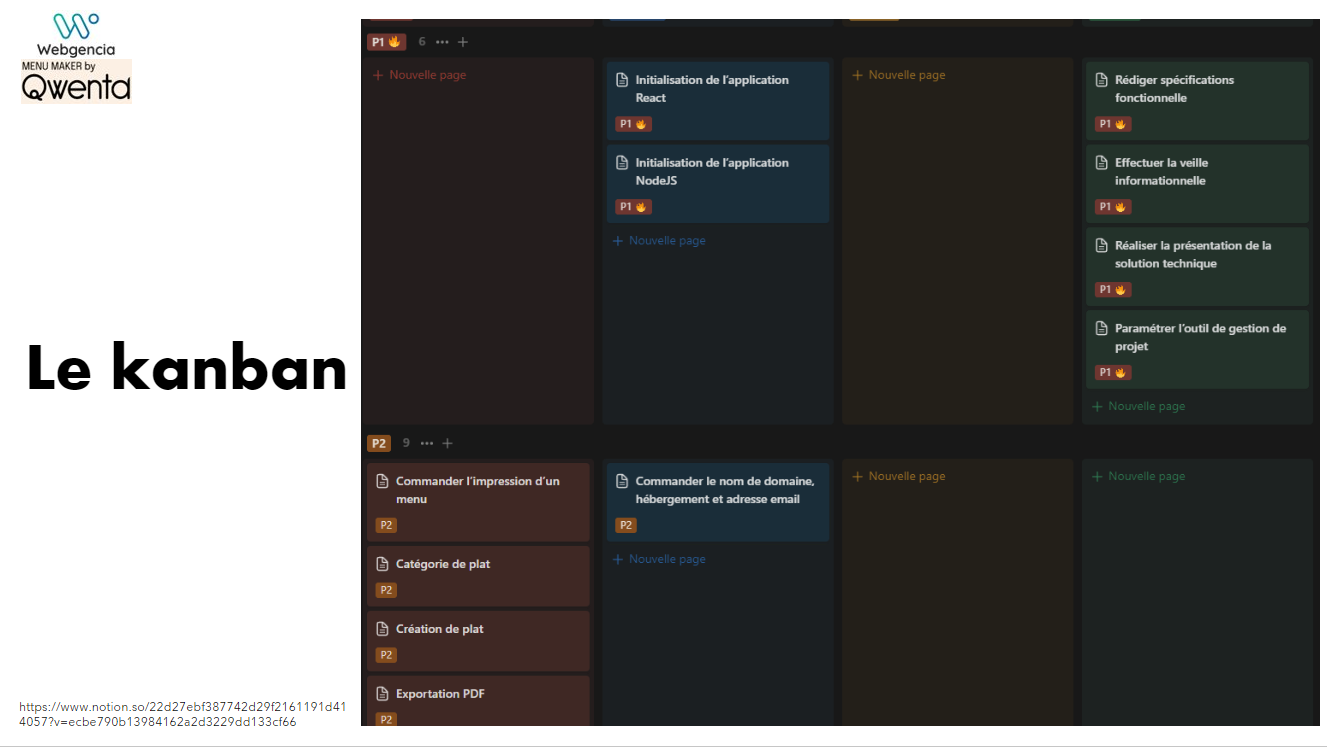 Webgencia
MENU MAKER by
Qwenta
Le kanban
https://www.notion.so/22d27ebf387742d29f2161191d41
4057?v=ecbe790b13984162a2d3229dd133cf66
P1 🔥 6 ••• +
+ Nouvelle page
Initialisation de l'application
React
P1 🔥
Initialisation de l'application
NodeJS
P1 🔥
+ Nouvelle page
+ Nouvelle page
Rédiger spécifications
fonctionnelle
P1 🔥
Effectuer la veille
informationnelle
P1 🔥
Réaliser la présentation de la
solution technique
P1 🔥
Paramétrer l'outil de gestion de
projet
P1 🔥
+ Nouvelle page
P2 9 ••• +
Commander l'impression d'un
menu
P2
Catégorie de plat
P2
Création de plat
P2
Exportation PDF
P2
Commander le nom de domaine,
hébergement et adresse email
P2
+ Nouvelle page
+ Nouvelle page
+ Nouvelle page